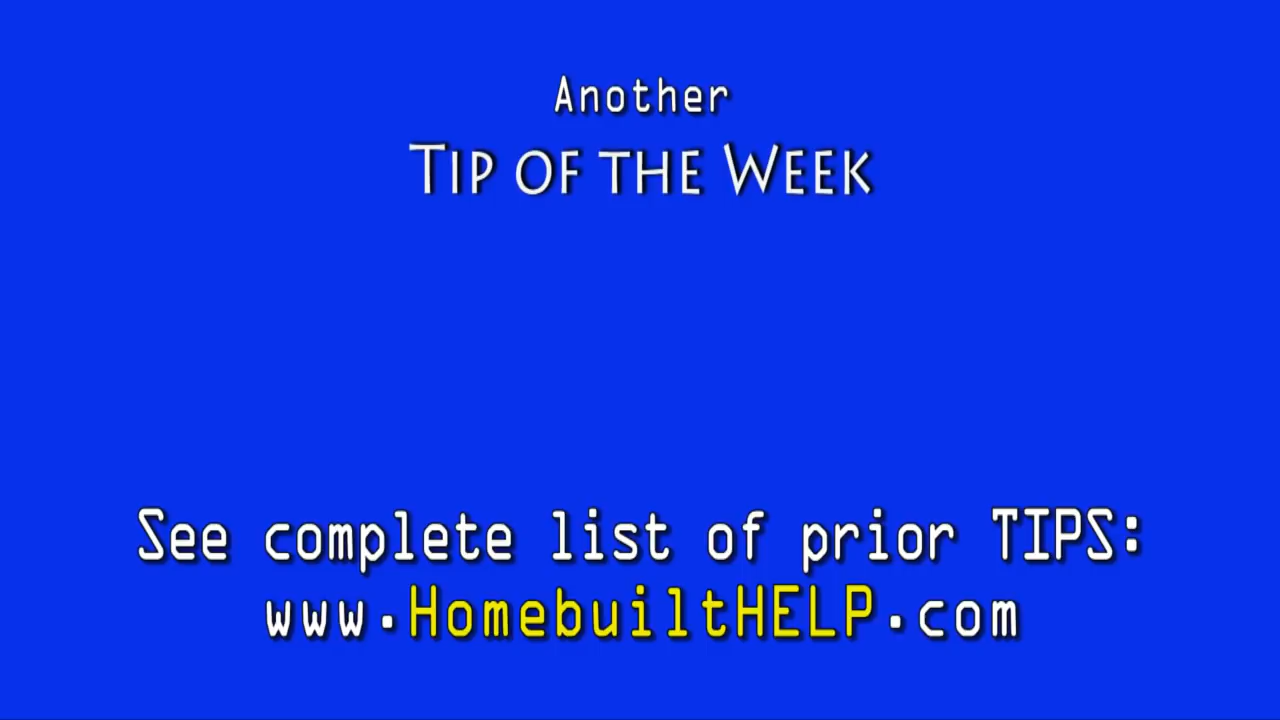 Another
Tip of the Week
See complete list of prior TIPS:
www.HomebuiltHELP.com